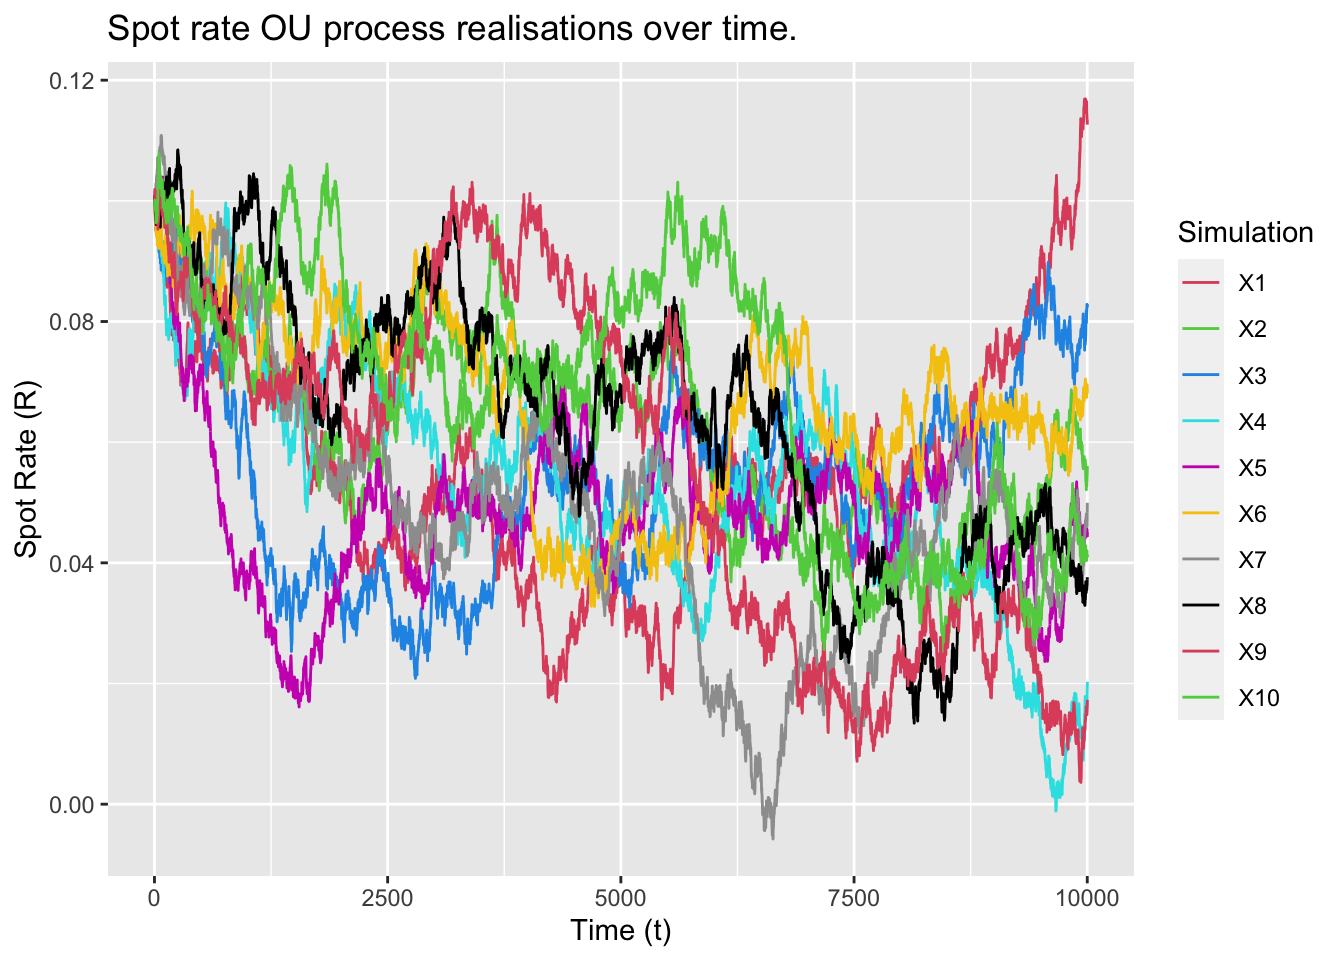 Spot rate OU process realisations over time.
0.12
0.08
0.04
0.00
Spot Rate (R)
0
2500
5000
7500
10000
Time (t)
Simulation
X1
X2
X3
X4
X5
X6
X7
X8
X9
X10